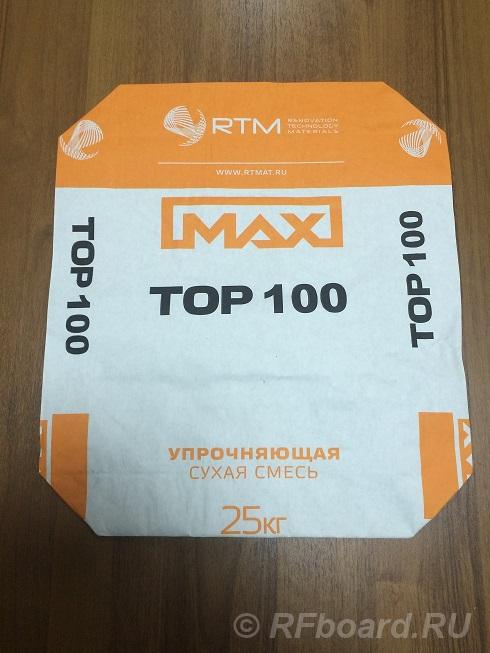 RTM
RENOVATION
TECHNOLOGY
MATERIALS
WWW.RTMAT.RU
MAX
TOP 100
TOP 100
TOP 100
УПРОЧНЯЮЩАЯ
СУХАЯ СМЕСЬ
25КГ
© RFboard.РУ